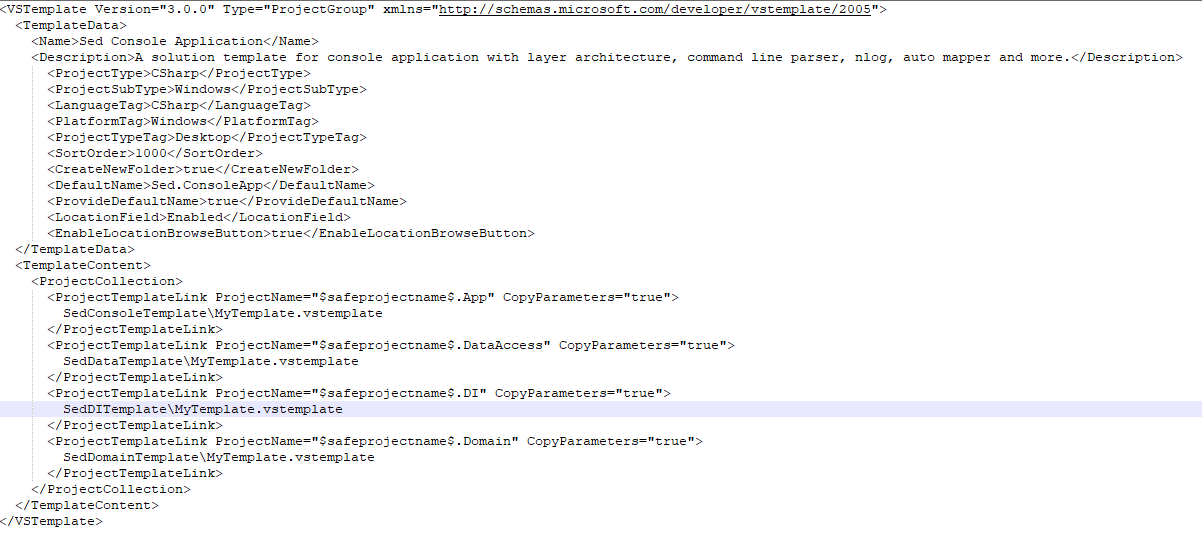 <VSTemplate Version="3.0.0" Type="ProjectGroup" xmlns="http://schemas.microsoft.com/developer/vstemplate/2005">
  <TemplateData>
    <Name>Sed Console Application</Name>
    <Description>A solution template for console application with layer architecture, command line parser, nlog, auto mapper and more.</Description>
      <ProjectType>CSharp</ProjectType>
      <ProjectSubType>Windows</ProjectSubType>
      <LanguageTag>CSharp</LanguageTag>
      <PlatformTag>Windows</PlatformTag>
      <ProjectTypeTag>Desktop</ProjectTypeTag>
      <SortOrder>1000</SortOrder>
      <CreateNewFolder>true</CreateNewFolder>
      <DefaultName>Sed.ConsoleApp</DefaultName>
      <ProvideDefaultName>true</ProvideDefaultName>
      <LocationField>Enabled</LocationField>
      <EnableLocationBrowseButton>true</EnableLocationBrowseButton>
  </TemplateData>
  <TemplateContent>
    <ProjectCollection>
      <ProjectTemplateLink ProjectName="$safeprojectname$.App" CopyParameters="true">
        SedConsoleTemplate\MyTemplate.vstemplate
      </ProjectTemplateLink>
      <ProjectTemplateLink ProjectName="$safeprojectname$.DataAccess" CopyParameters="true">
        SedDataTemplate\MyTemplate.vstemplate
      </ProjectTemplateLink>
      <ProjectTemplateLink ProjectName="$safeprojectname$.DI" CopyParameters="true">
        SedDITemplate\MyTemplate.vstemplate
      </ProjectTemplateLink>
      <ProjectTemplateLink ProjectName="$safeprojectname$.Domain" CopyParameters="true">
        SedDomainTemplate\MyTemplate.vstemplate
      </ProjectTemplateLink>
    </ProjectCollection>
  </TemplateContent>
</VSTemplate>